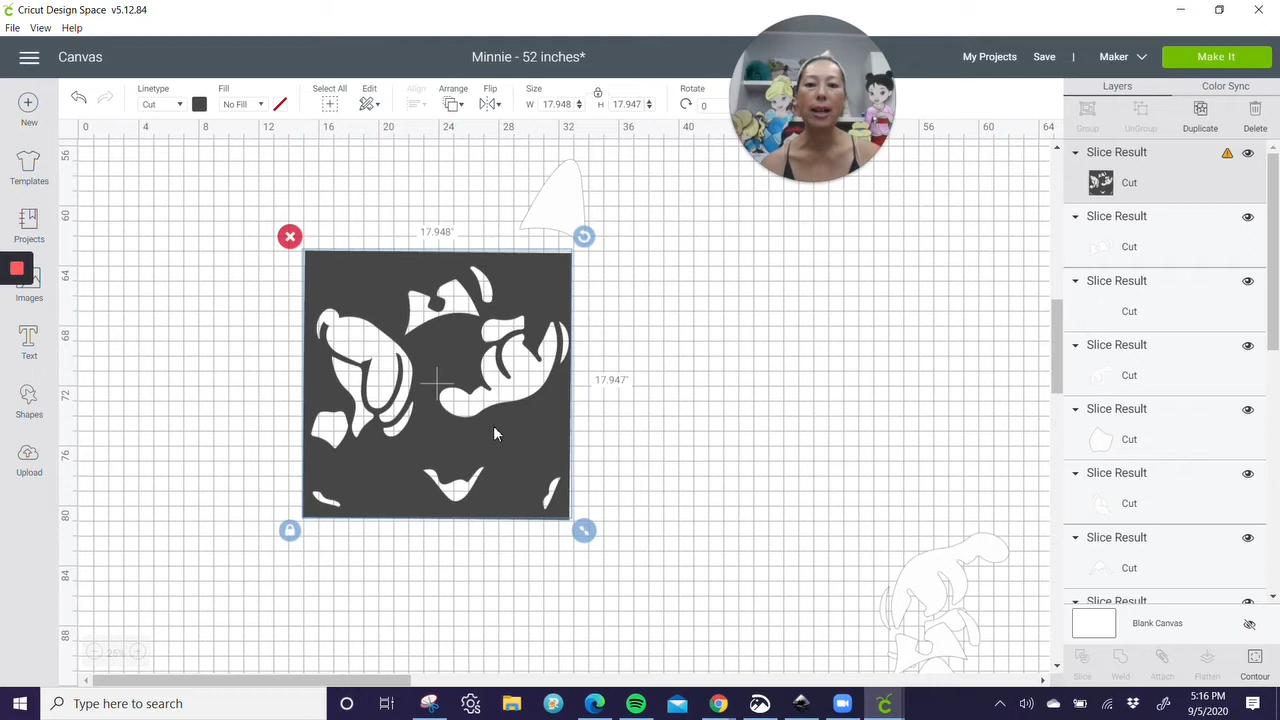 Cricut Design Space v5.12.84
File View Help
Canvas
Minnie - 52 inches*
My Projects Save | Maker Make It
Linetype Fill Select All Edit Align Arrange Flip Size Rotate
Cut No Fill W 17.948 H 17.947 0
Layers Color Sync
Group UnGroup Duplicate Delete
0 4 8 12 16 20 24 28 32 36 40 56 60 64
56
60
64
68
72
76
80
84
88
New
Templates
Projects
Images
Text
Shapes
Upload
17.948"
17.947"
25%
Slice Result
Cut
Slice Result
Cut
Slice Result
Cut
Slice Result
Cut
Slice Result
Cut
Slice Result
Cut
Slice Result
Cut
Slice Result
Blank Canvas
Slice Weld Attach Flatten Contour
Type here to search
5:16 PM
9/5/2020